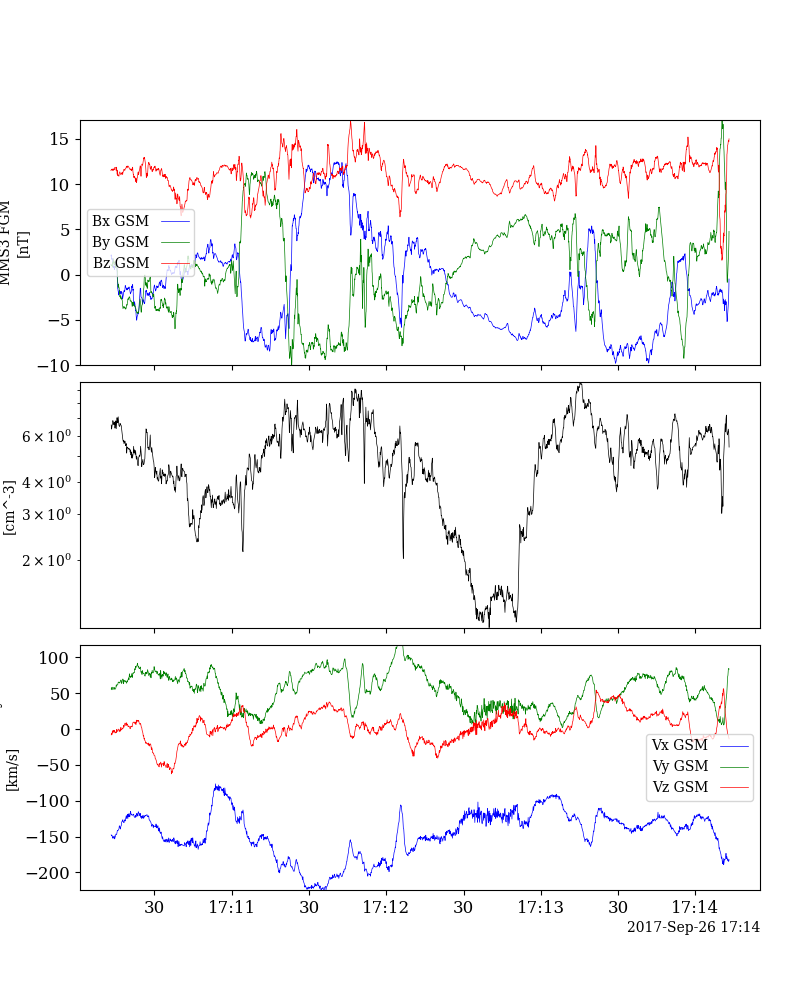 15
10
5
0
−5
−10
MMS3 FGM
[nT]
Bx GSM
By GSM
Bz GSM
6 × 10⁰
4 × 10⁰
3 × 10⁰
2 × 10⁰
[cm^-3]
100
50
0
−50
−100
−150
−200
[km/s]
Vx GSM
Vy GSM
Vz GSM
30
17:11
30
17:12
30
17:13
30
17:14
2017-Sep-26 17:14